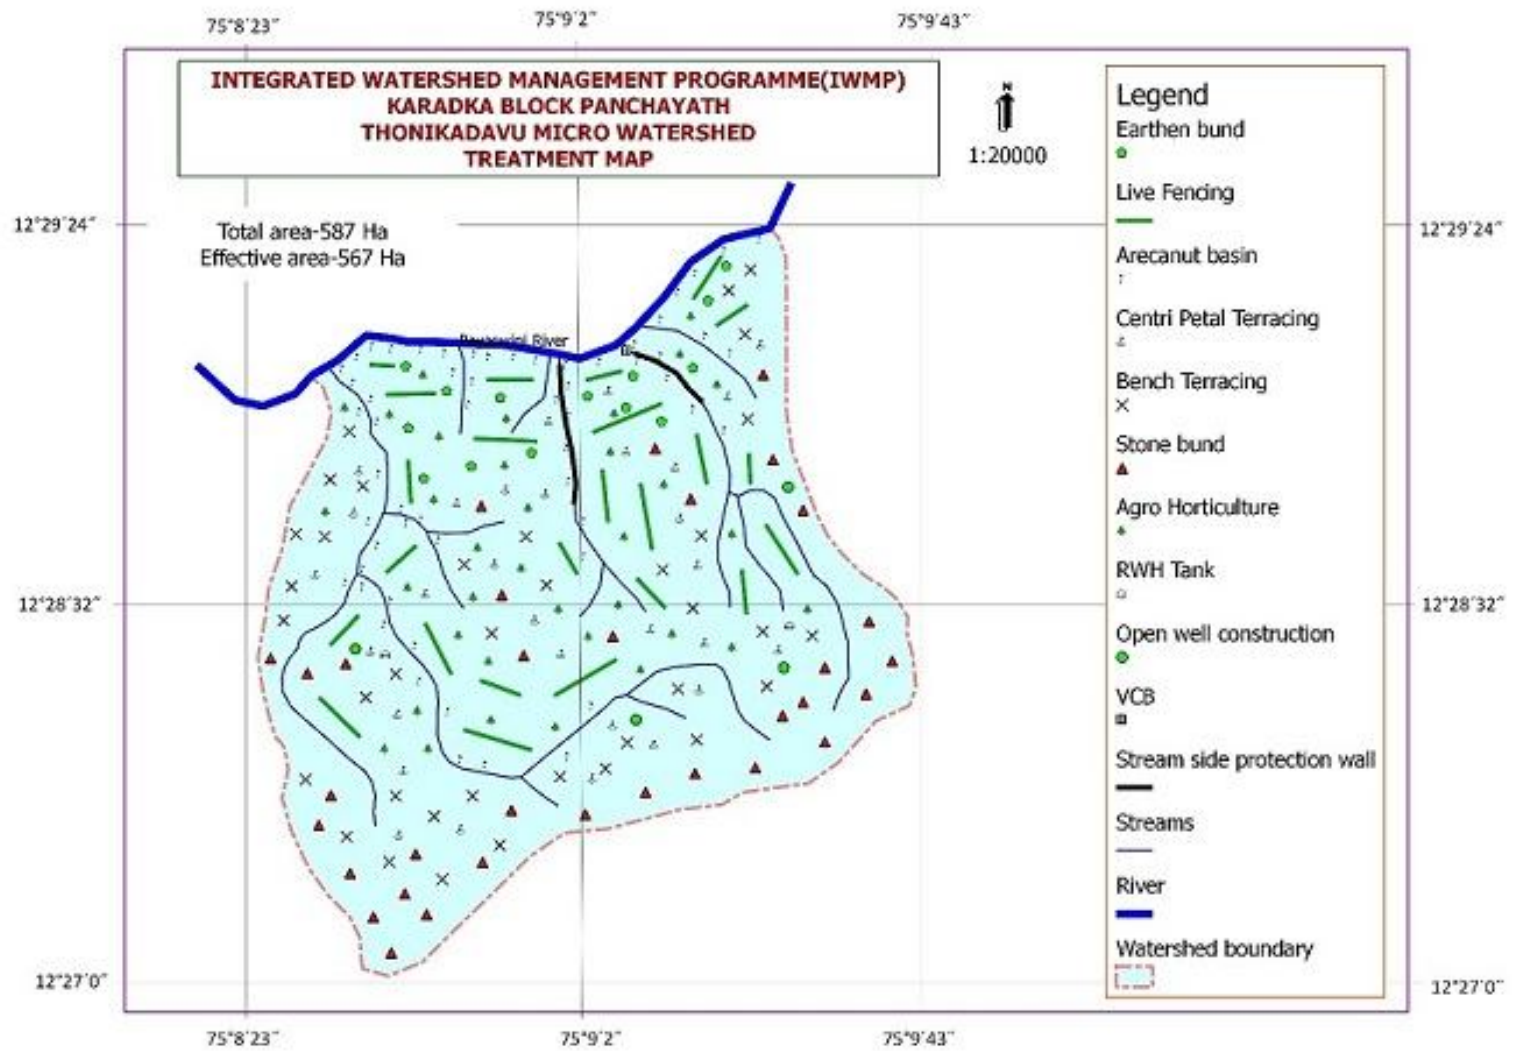 75°8´23˝
75°9´2˝
75°9´43˝
INTEGRATED WATERSHED MANAGEMENT PROGRAMME(IWMP)
KARADKA BLOCK PANCHAYATH
THONIKADAVU MICRO WATERSHED
TREATMENT MAP
N
1:20000
12°29´24˝
12°29´24˝
Total area-587 Ha
Effective area-567 Ha
River
12°28´32˝
12°28´32˝
12°27´0˝
12°27´0˝
75°8´23˝
75°9´2˝
75°9´43˝
Legend
Earthen bund
Live Fencing
Arecanut basin
Centri Petal Terracing
Bench Terracing
Stone bund
Agro Horticulture
RWH Tank
Open well construction
VCB
Stream side protection wall
Streams
River
Watershed boundary